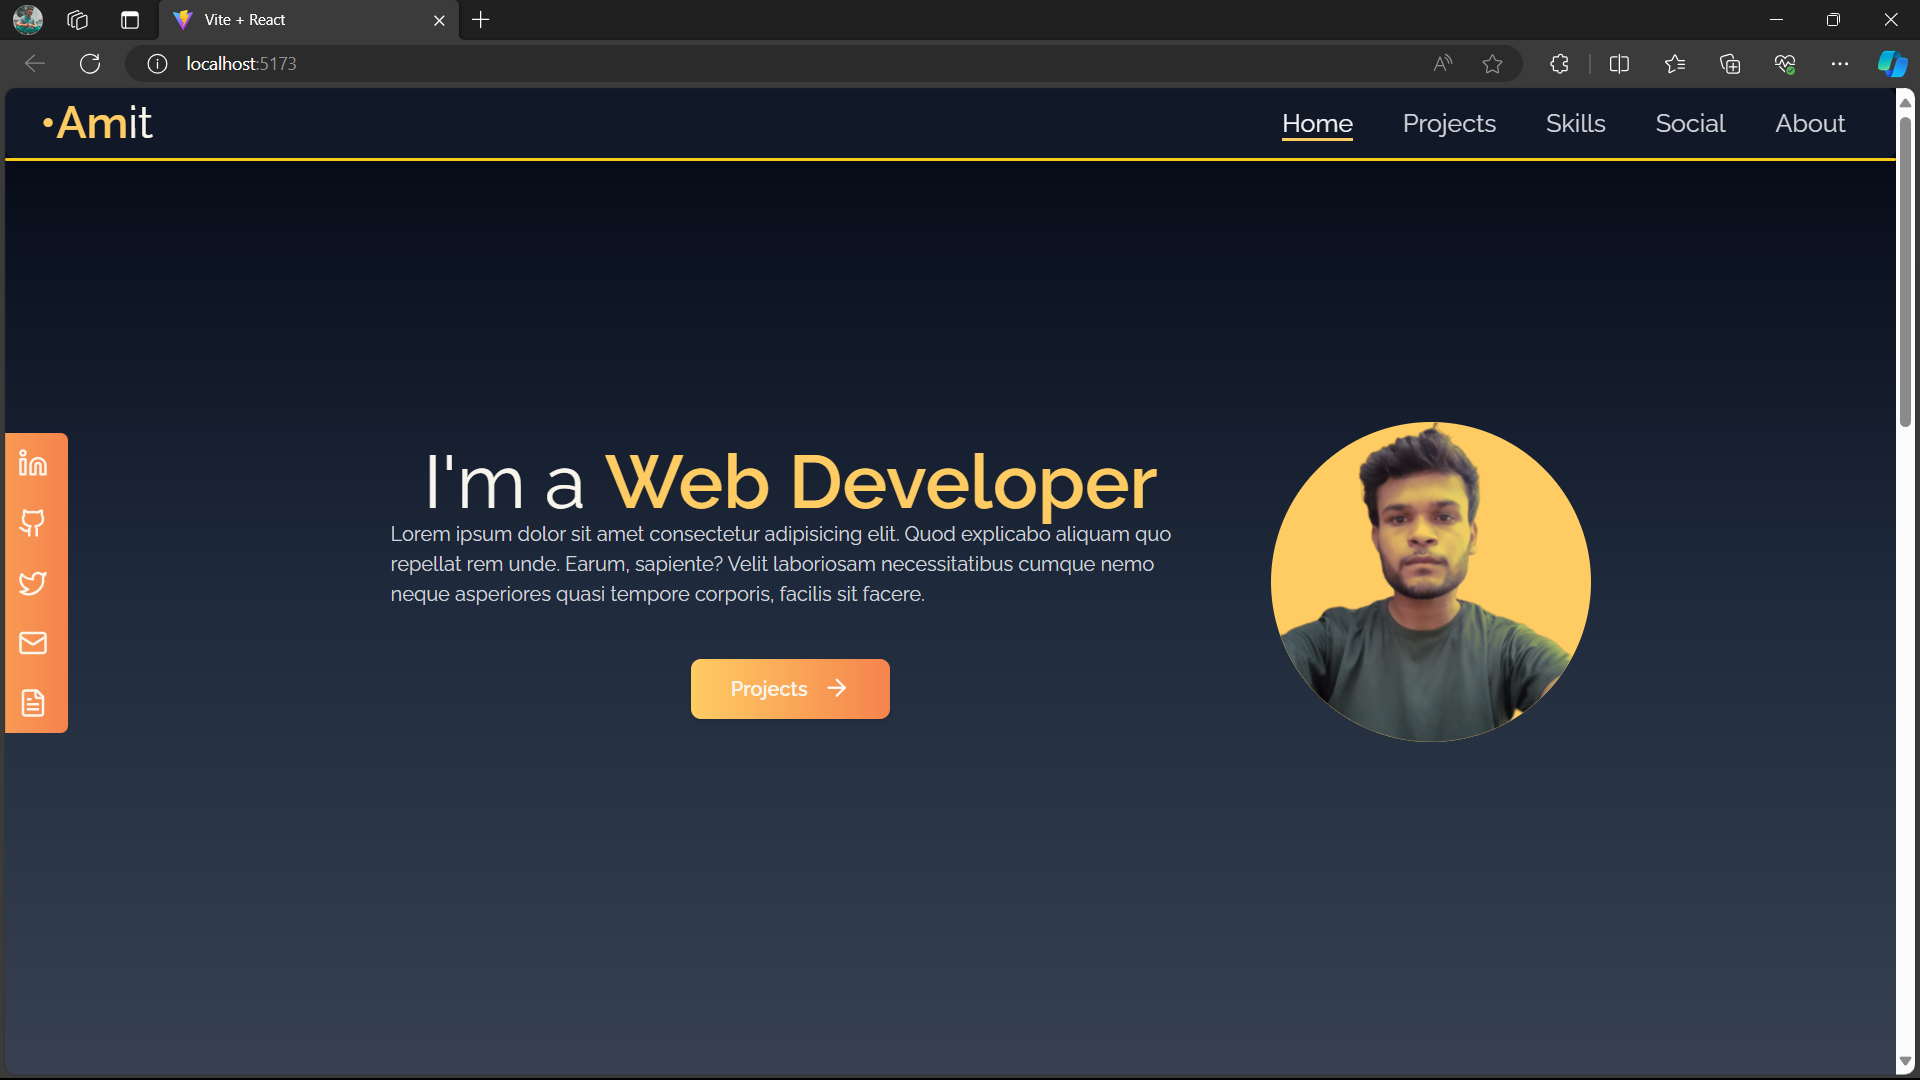 Vite + React
localhost:5173
•Amit
Home Projects Skills Social About
I'm a Web Developer
Lorem ipsum dolor sit amet consectetur adipisicing elit. Quod explicabo aliquam quo
repellat rem unde. Earum, sapiente? Velit laboriosam necessitatibus cumque nemo
neque asperiores quasi tempore corporis, facilis sit facere.
Projects